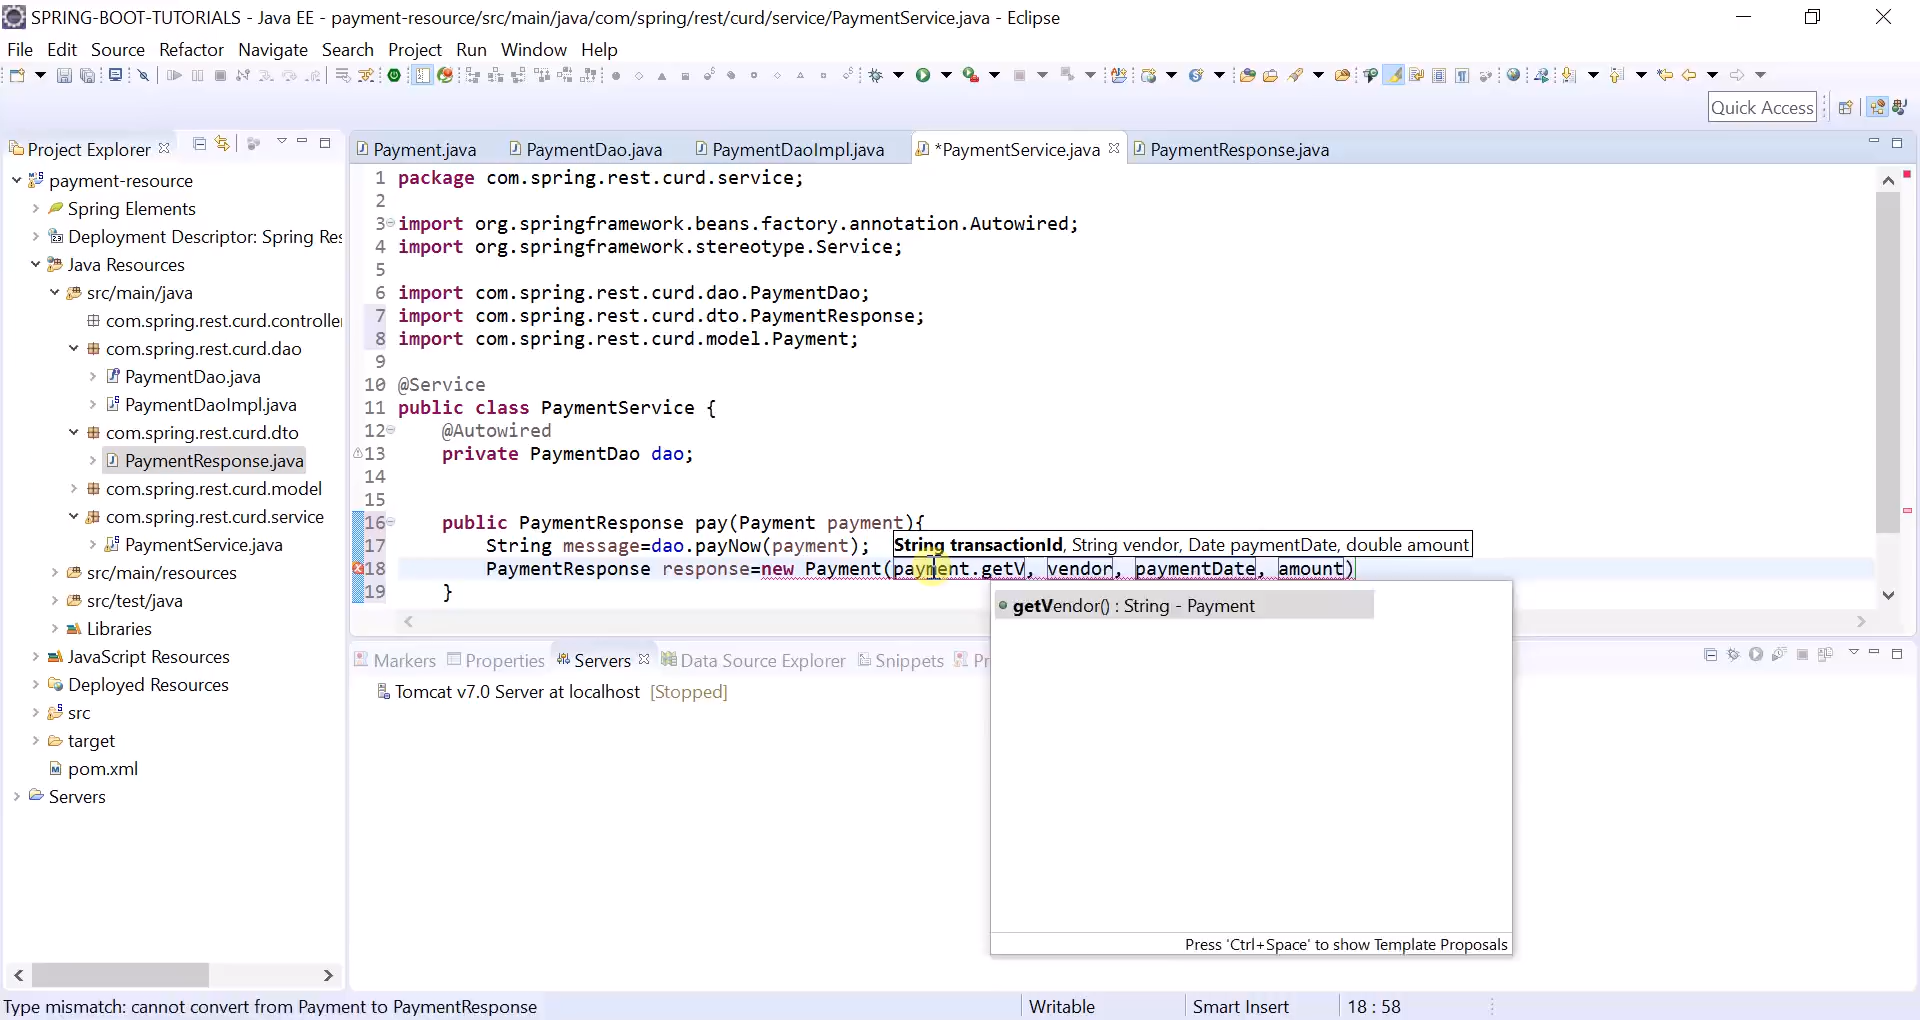 SPRING-BOOT-TUTORIALS - Java EE - payment-resource/src/main/java/com/spring/rest/curd/service/PaymentService.java - Eclipse
File Edit Source Refactor Navigate Search Project Run Window Help
Quick Access
Project Explorer
payment-resource
Spring Elements
Deployment Descriptor: Spring Res
Java Resources
src/main/java
com.spring.rest.curd.controlle
com.spring.rest.curd.dao
PaymentDao.java
PaymentDaoImpl.java
com.spring.rest.curd.dto
PaymentResponse.java
com.spring.rest.curd.model
com.spring.rest.curd.service
PaymentService.java
src/main/resources
src/test/java
Libraries
JavaScript Resources
Deployed Resources
src
target
pom.xml
Servers
Payment.java PaymentDao.java PaymentDaoImpl.java *PaymentService.java PaymentResponse.java
1 package com.spring.rest.curd.service;
2
3 import org.springframework.beans.factory.annotation.Autowired;
4 import org.springframework.stereotype.Service;
5
6 import com.spring.rest.curd.dao.PaymentDao;
7 import com.spring.rest.curd.dto.PaymentResponse;
8 import com.spring.rest.curd.model.Payment;
9
10 @Service
11 public class PaymentService {
12 @Autowired
13 private PaymentDao dao;
14
15
16 public PaymentResponse pay(Payment payment){
17 String message=dao.payNow(payment);
String transactionId, String vendor, Date paymentDate, double amount
18 PaymentResponse response=new Payment(payment.getV, vendor, paymentDate, amount)
19 }
getVendor() : String - Payment
Press 'Ctrl+Space' to show Template Proposals
Markers Properties Servers Data Source Explorer Snippets Pr
Tomcat v7.0 Server at localhost [Stopped]
Type mismatch: cannot convert from Payment to PaymentResponse
Writable Smart Insert 18 : 58